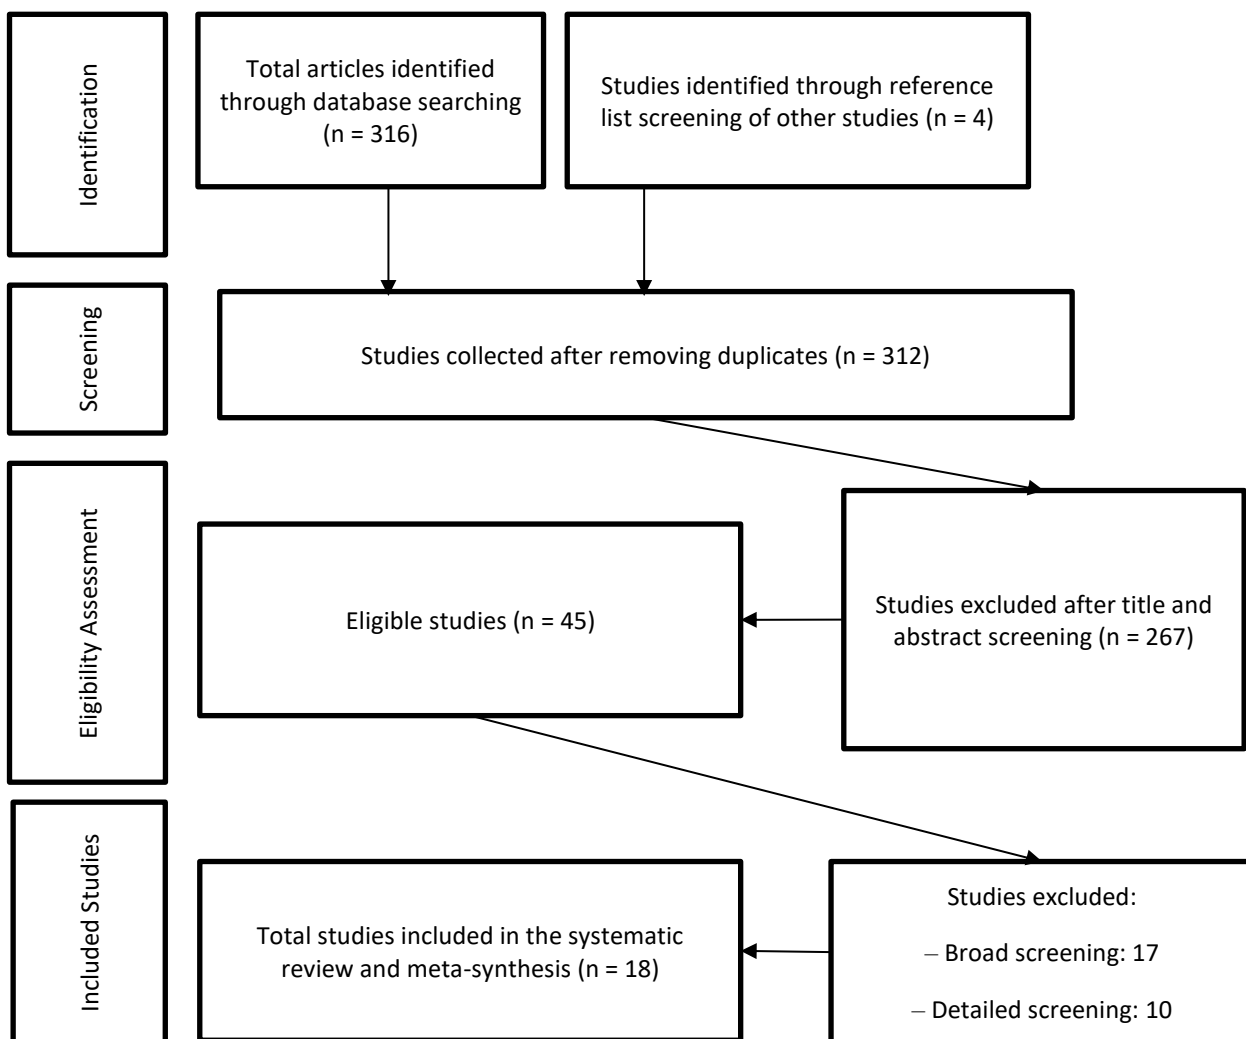 Identification
Total articles identified
through database searching
(n = 316)
Studies identified through reference
list screening of other studies (n = 4)
Screening
Studies collected after removing duplicates (n = 312)
Eligibility Assessment
Eligible studies (n = 45)
Studies excluded after title and
abstract screening (n = 267)
Included Studies
Total studies included in the systematic
review and meta-synthesis (n = 18)
Studies excluded:
– Broad screening: 17
– Detailed screening: 10